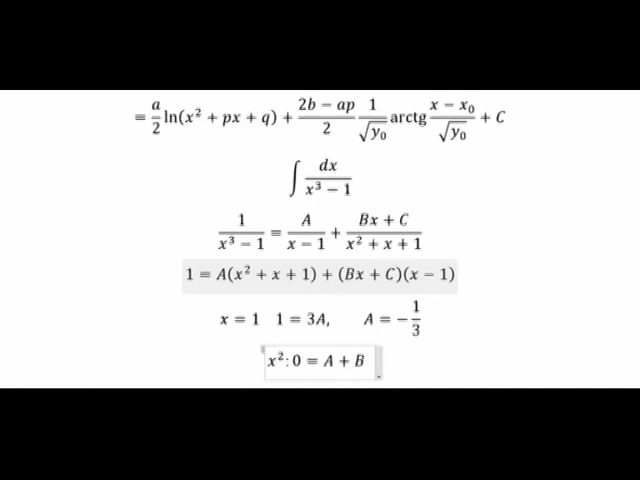 = a/2 ln(x² + px + q) + (2b − ap)/2 1/√y₀ arctg (x − x₀)/√y₀ + C
∫ dx/(x³ − 1)
1/(x³ − 1) = A/(x − 1) + (Bx + C)/(x² + x + 1)
1 = A(x² + x + 1) + (Bx + C)(x − 1)
x = 1 1 = 3A, A = −1/3
x²: 0 = A + B